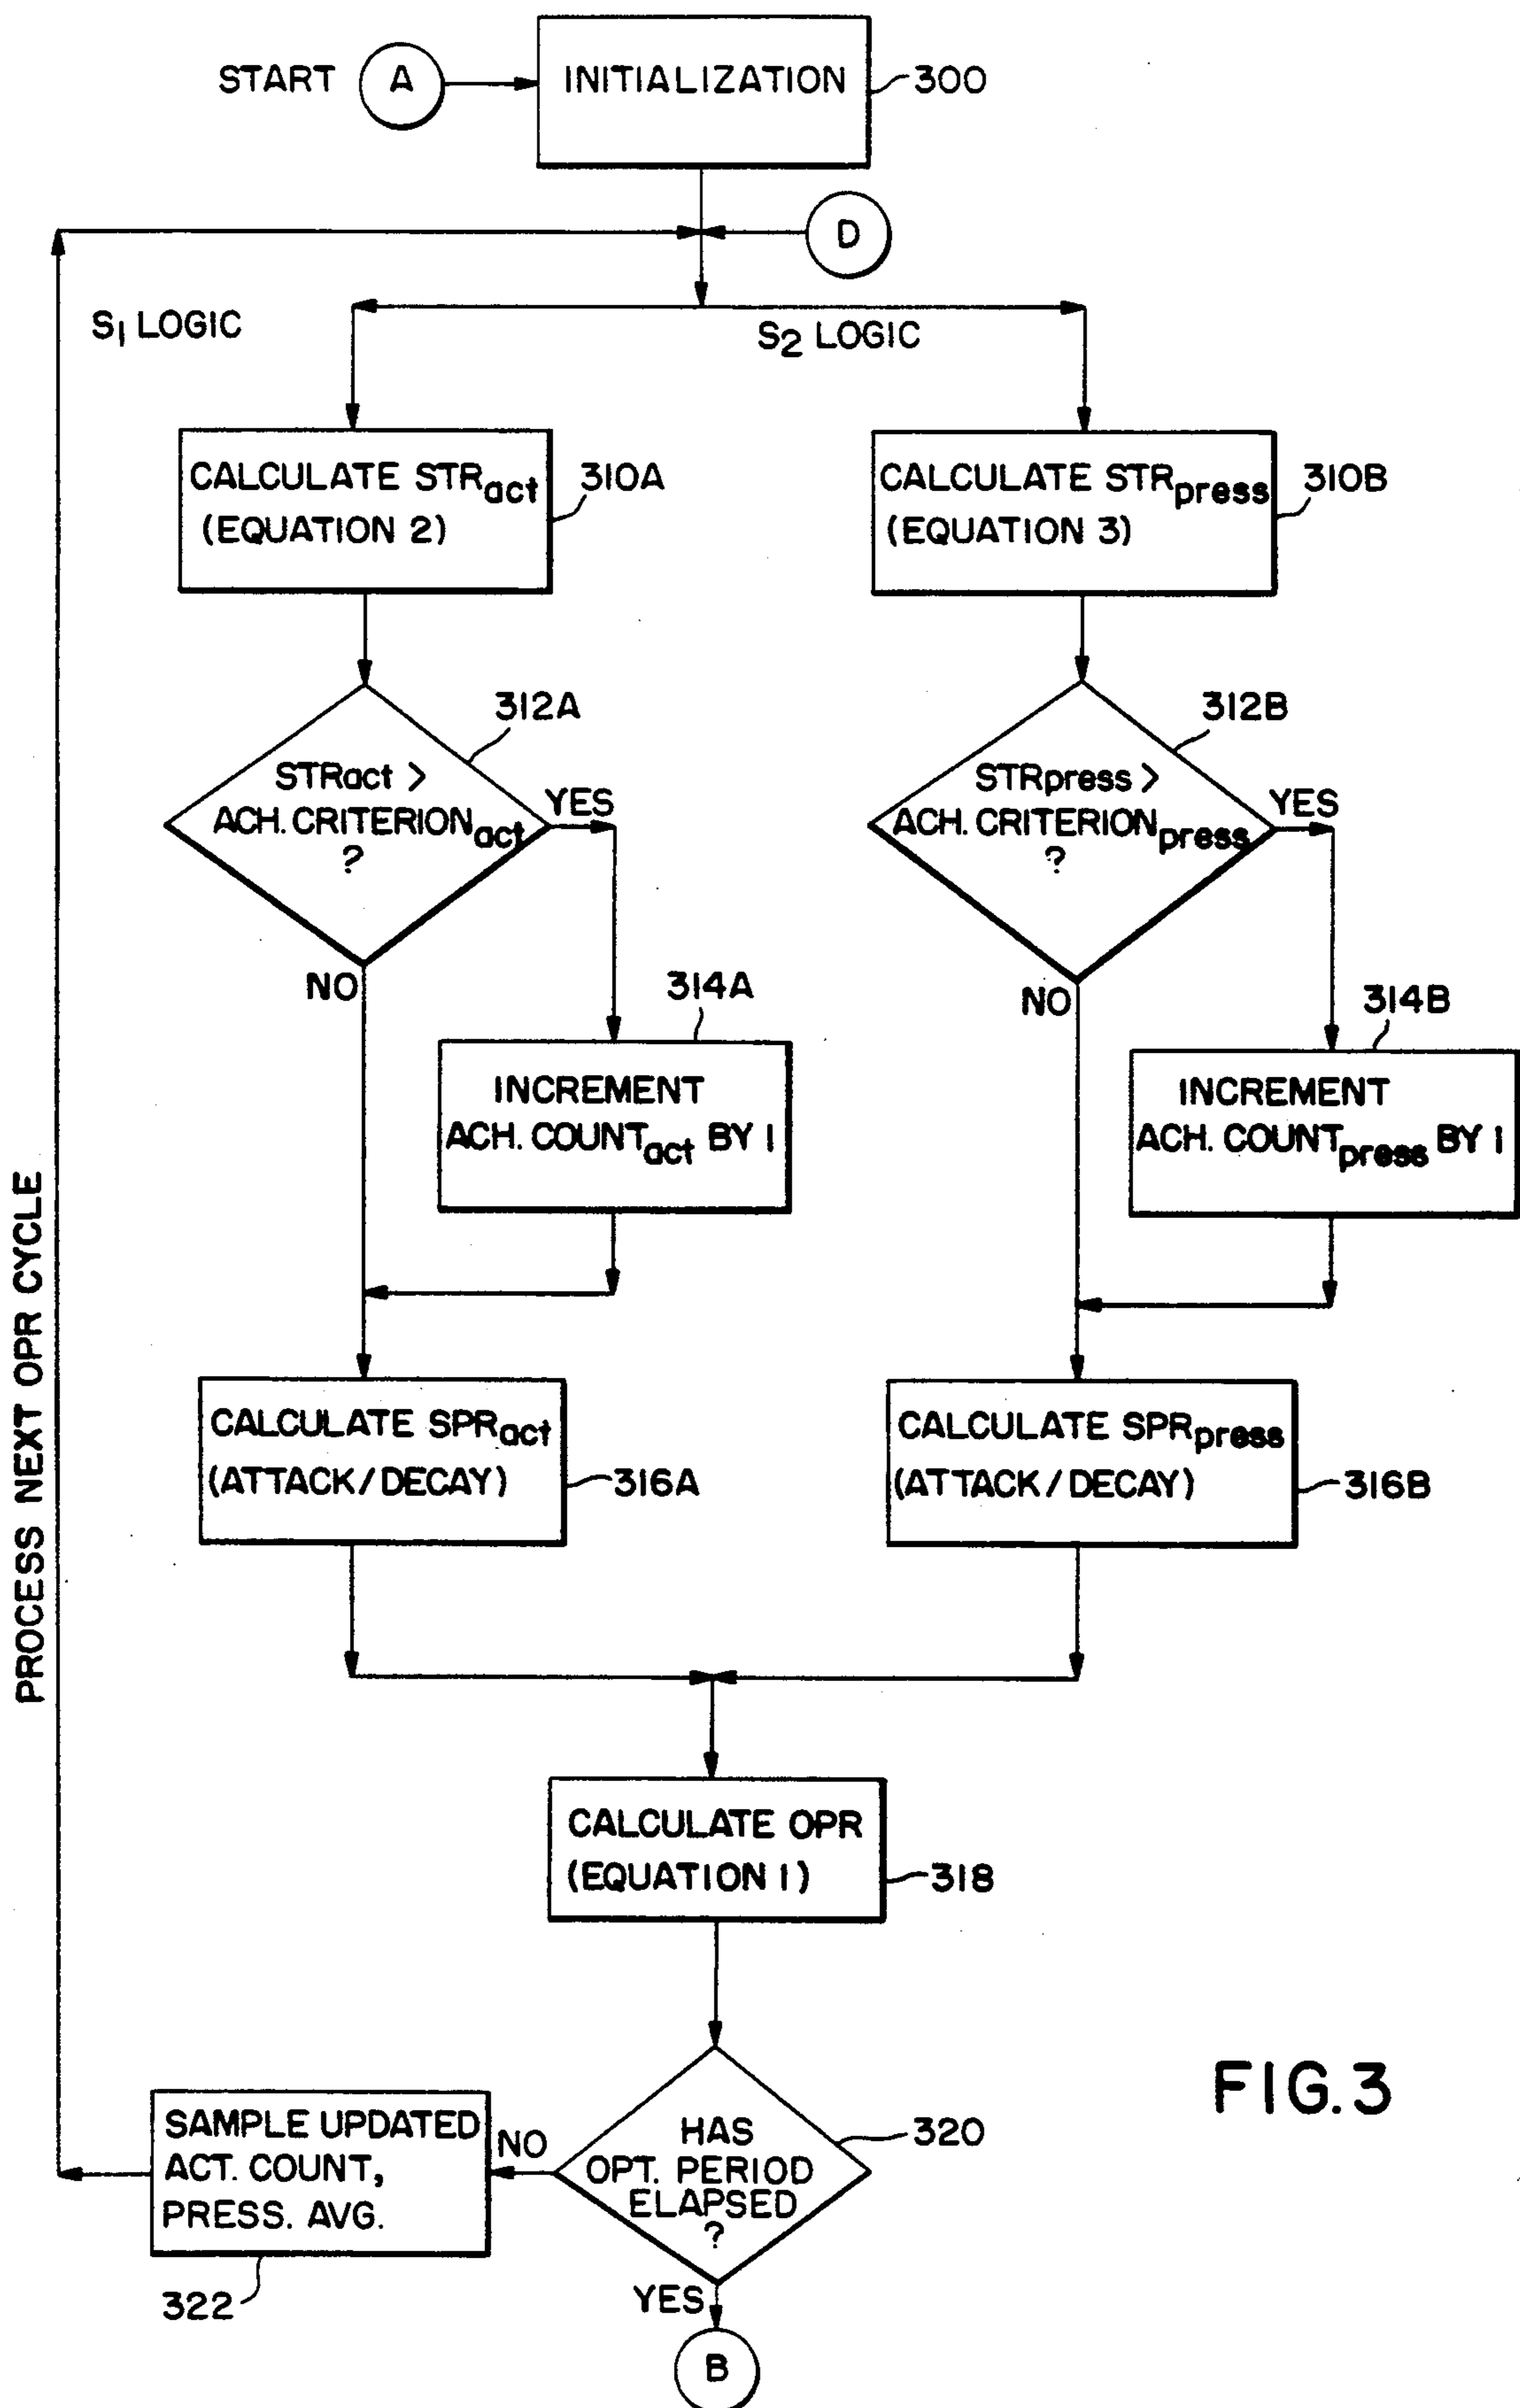 START
A
INITIALIZATION
300
D
S1 LOGIC
S2 LOGIC
CALCULATE STRact
(EQUATION 2)
310A
CALCULATE STRpress
(EQUATION 3)
310B
312A
STRact >
ACH. CRITERIONact
?
YES
NO
312B
STRpress >
ACH. CRITERIONpress
?
YES
NO
314A
INCREMENT
ACH. COUNTact BY 1
314B
INCREMENT
ACH. COUNTpress BY 1
PROCESS NEXT OPR CYCLE
CALCULATE SPRact
(ATTACK/DECAY)
316A
CALCULATE SPRpress
(ATTACK/DECAY)
316B
CALCULATE OPR
(EQUATION 1)
318
HAS
OPT. PERIOD
ELAPSED
?
320
NO
SAMPLE UPDATED
ACT. COUNT,
PRESS. AVG.
322
YES
B
FIG. 3